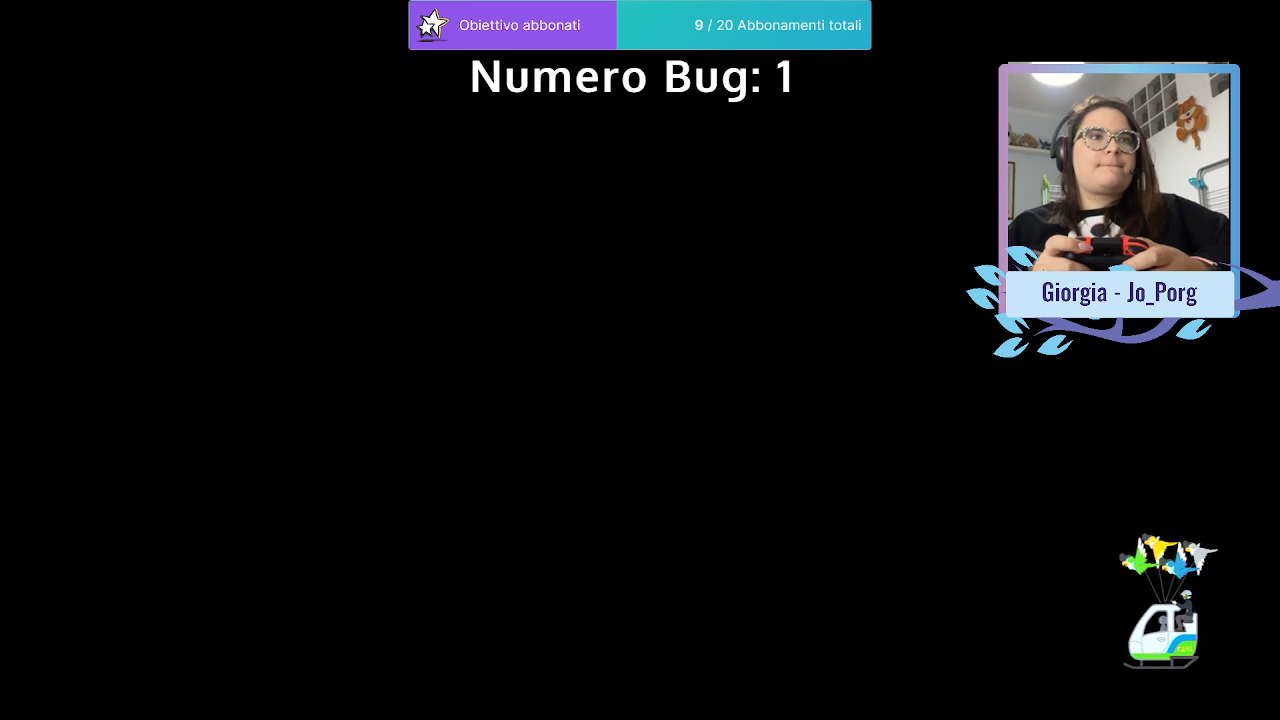 Obiettivo abbonati
9 / 20 Abbonamenti totali
Numero Bug: 1
Giorgia - Jo_Porg